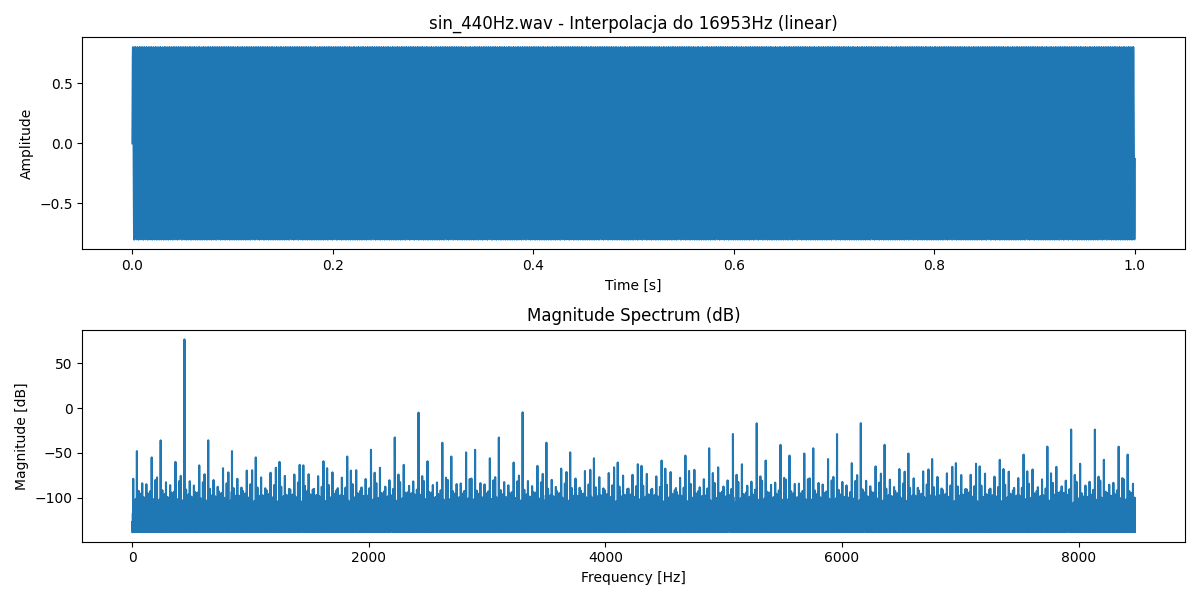 sin_440Hz.wav - Interpolacja do 16953Hz (linear)
0.5
0.0
−0.5
Amplitude
0.0 0.2 0.4 0.6 0.8 1.0
Time [s]
Magnitude Spectrum (dB)
50
0
−50
−100
Magnitude [dB]
0 2000 4000 6000 8000
Frequency [Hz]